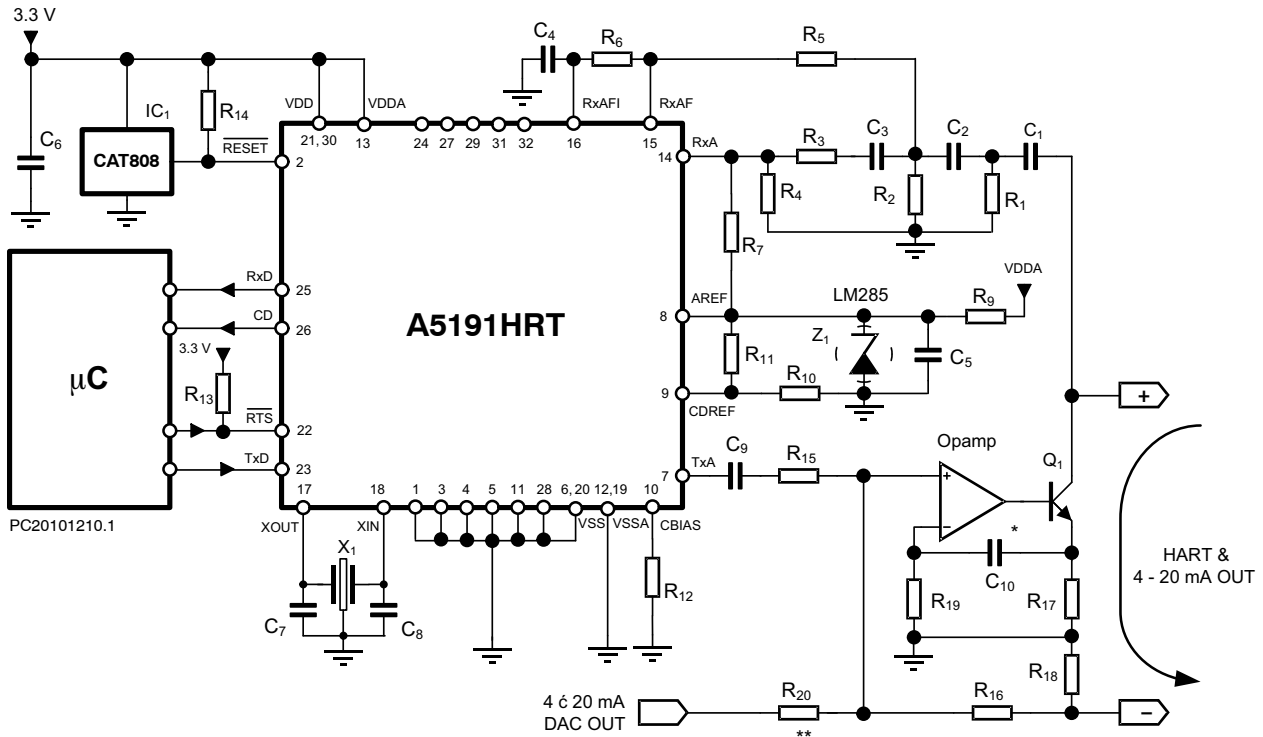 3.3 V
C4
R6
R5
C6
IC1
R14
VDD
VDDA
RxAFI
RxAF
CAT808
RESET
2
21, 30
13
24
27
29
31
32
16
15
14
RxA
R3
C3
C2
C1
R4
R2
R1
R7
RxD
25
CD
26
3.3 V
R13
RTS
22
TxD
23
µC
PC20101210.1
A5191HRT
AREF
8
LM285
VDDA
R9
Z1
R11
C5
R10
9
CDREF
TxA
7
C9
R15
Opamp
Q1
+
+
−
*
C10
17
18
1
3
4
5
11
28
6, 20
12,19
10
XOUT
XIN
VSS
VSSA
CBIAS
X1
C7
C8
R12
R19
R17
HART &
4 - 20 mA OUT
R18
4 ć 20 mA
DAC OUT
R20
**
R16
−